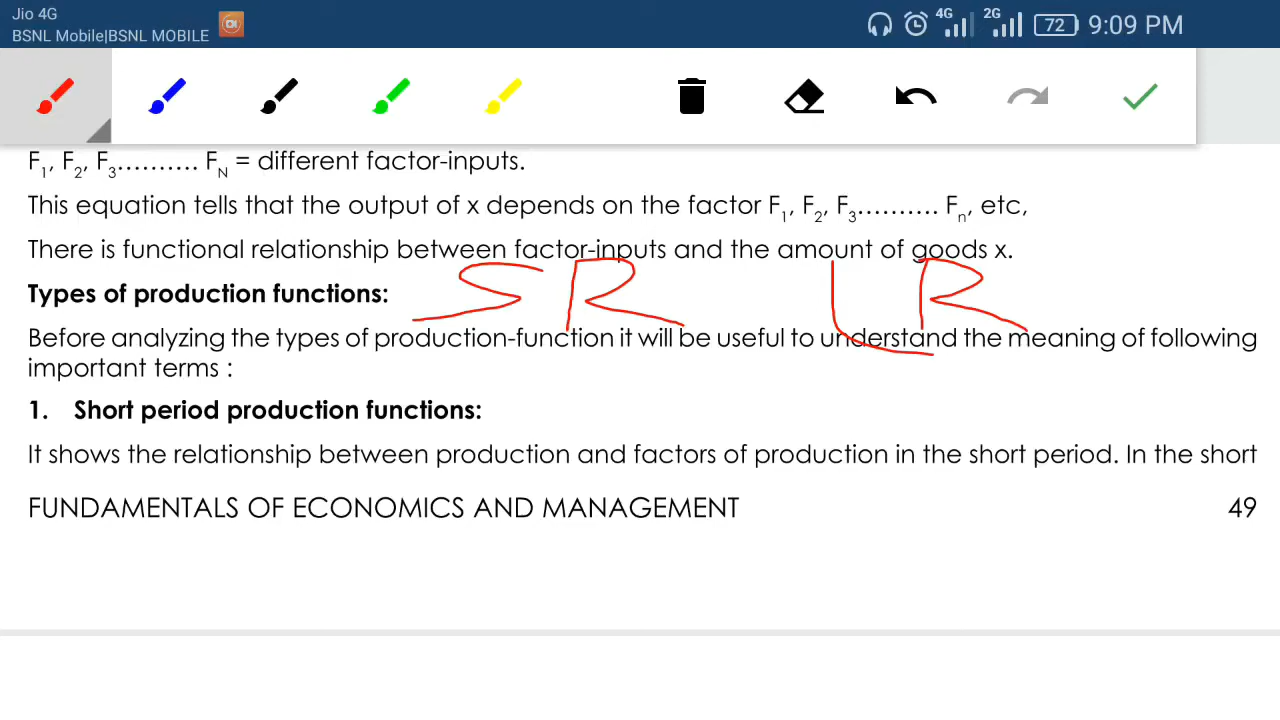 Jio 4G
BSNL Mobile|BSNL MOBILE
4G 2G 72 9:09 PM
F1, F2, F3.......... FN = different factor-inputs.
This equation tells that the output of x depends on the factor F1, F2, F3.......... Fn, etc,
There is functional relationship between factor-inputs and the amount of goods x.
SR LR
Types of production functions:
Before analyzing the types of production-function it will be useful to understand the meaning of following
important terms :
1. Short period production functions:
It shows the relationship between production and factors of production in the short period. In the short
FUNDAMENTALS OF ECONOMICS AND MANAGEMENT 49